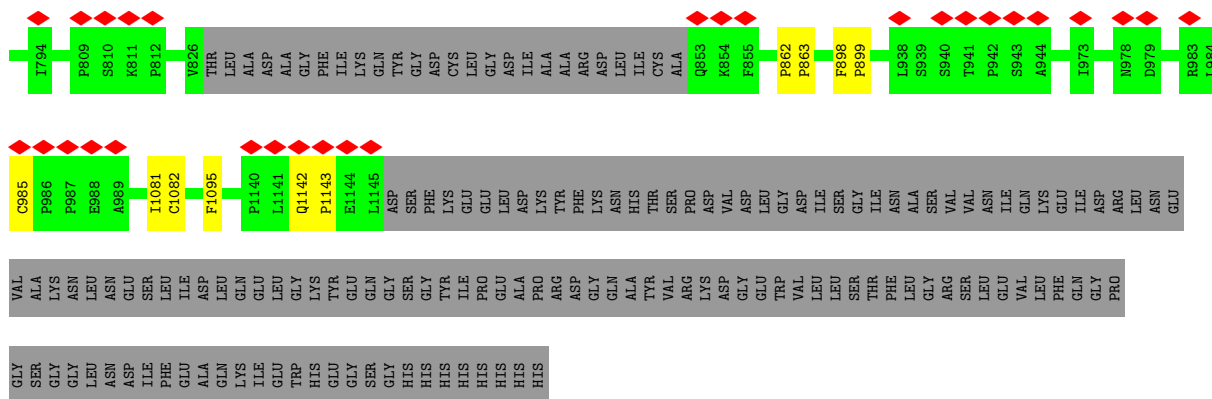 I794 P809 S810 K811 P812 V826 THR LEU ALA ASP ALA GLY PHE ILE LYS GLN TYR GLY ASP CYS LEU GLY ASP ILE ALA ALA ARG ASP LEU ILE CYS ALA Q853 K854 F855 P862 P863 F898 P899 L938 S939 S940 T941 P942 S943 A944 I973 N978 D979 R983 L984
C985 P986 P987 E988 A989 I1081 C1082 F1095 P1140 L1141 Q1142 P1143 E1144 L1145 ASP SER PHE LYS GLU GLU LEU ASP LYS TYR PHE LYS ASN HIS THR SER PRO ASP VAL ASP LEU GLY ASP ILE SER GLY ILE ASN ALA SER VAL VAL ASN ILE GLN LYS GLU ILE ASP ARG LEU ASN GLU
VAL ALA LYS ASN LEU ASN GLU SER LEU ILE ASP LEU GLN GLU LEU GLY LYS TYR GLU GLN GLY SER GLY TYR ILE PRO GLU ALA PRO ARG ASP GLY GLN ALA TYR VAL ARG LYS ASP GLY GLU TRP VAL LEU LEU SER THR PHE LEU GLY ARG SER LEU GLU VAL LEU PHE GLN GLY PRO
GLY SER GLY GLY LEU ASN ASP ILE PHE GLU ALA GLN LYS ILE GLU TRP HIS GLU GLY SER GLY HIS HIS HIS HIS HIS HIS HIS HIS